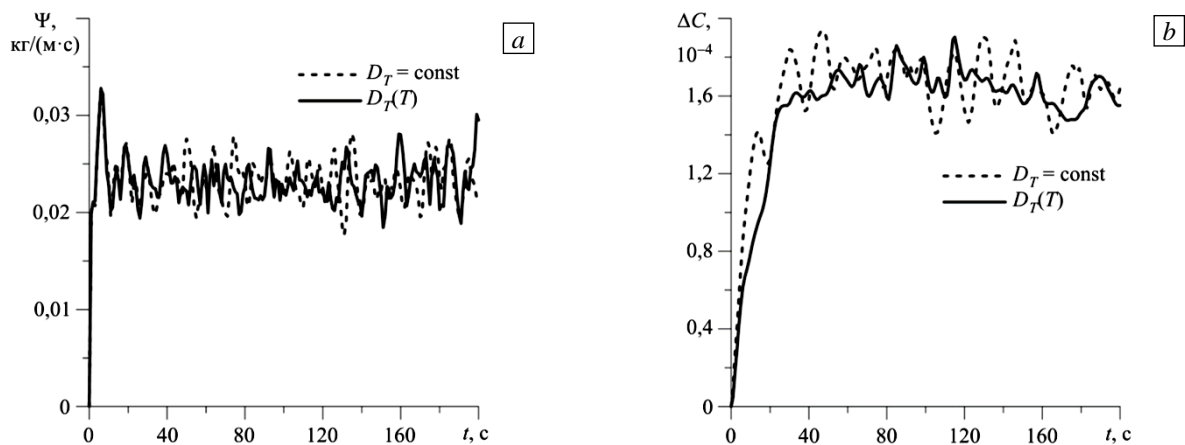 Ψ,
кг/(м·с)
a
D_T = const
D_T(T)
0,03
0,02
0,01
0
0
40
80
120
160
t, с
ΔC,
10⁻⁴
b
1,6
1,2
D_T = const
D_T(T)
0,8
0,4
0
0
40
80
120
160
t, с